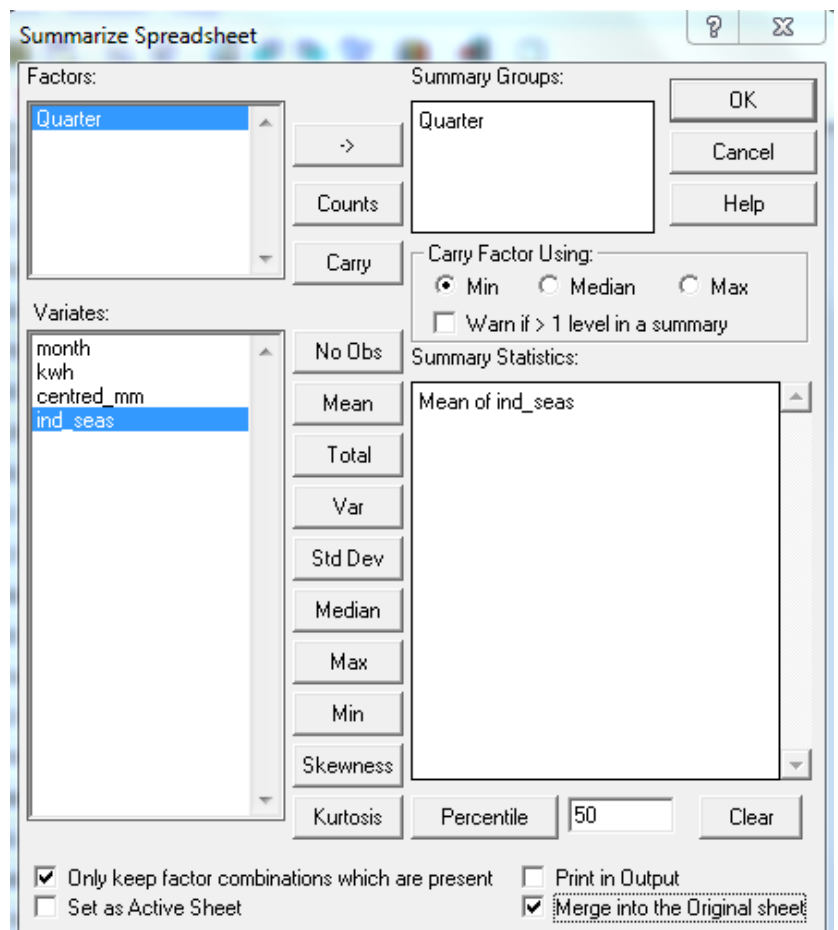 Summarize Spreadsheet
Factors:
Quarter
->
Counts
Carry
Summary Groups:
Quarter
OK
Cancel
Help
Carry Factor Using:
Min Median Max
Warn if > 1 level in a summary
Variates:
month
kwh
centred_mm
ind_seas
No Obs
Mean
Total
Var
Std Dev
Median
Max
Min
Skewness
Kurtosis
Summary Statistics:
Mean of ind_seas
Percentile 50 Clear
Only keep factor combinations which are present
Print in Output
Set as Active Sheet
Merge into the Original sheet